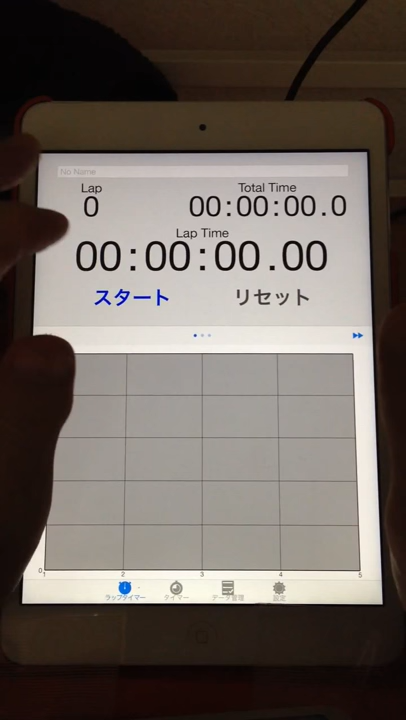 No Name
Lap
Total Time
0
00:00:00.0
Lap Time
00:00:00.00
スタート
リセット
0
1
2
3
4
5
ラップタイマー
タイマー
データ管理
設定